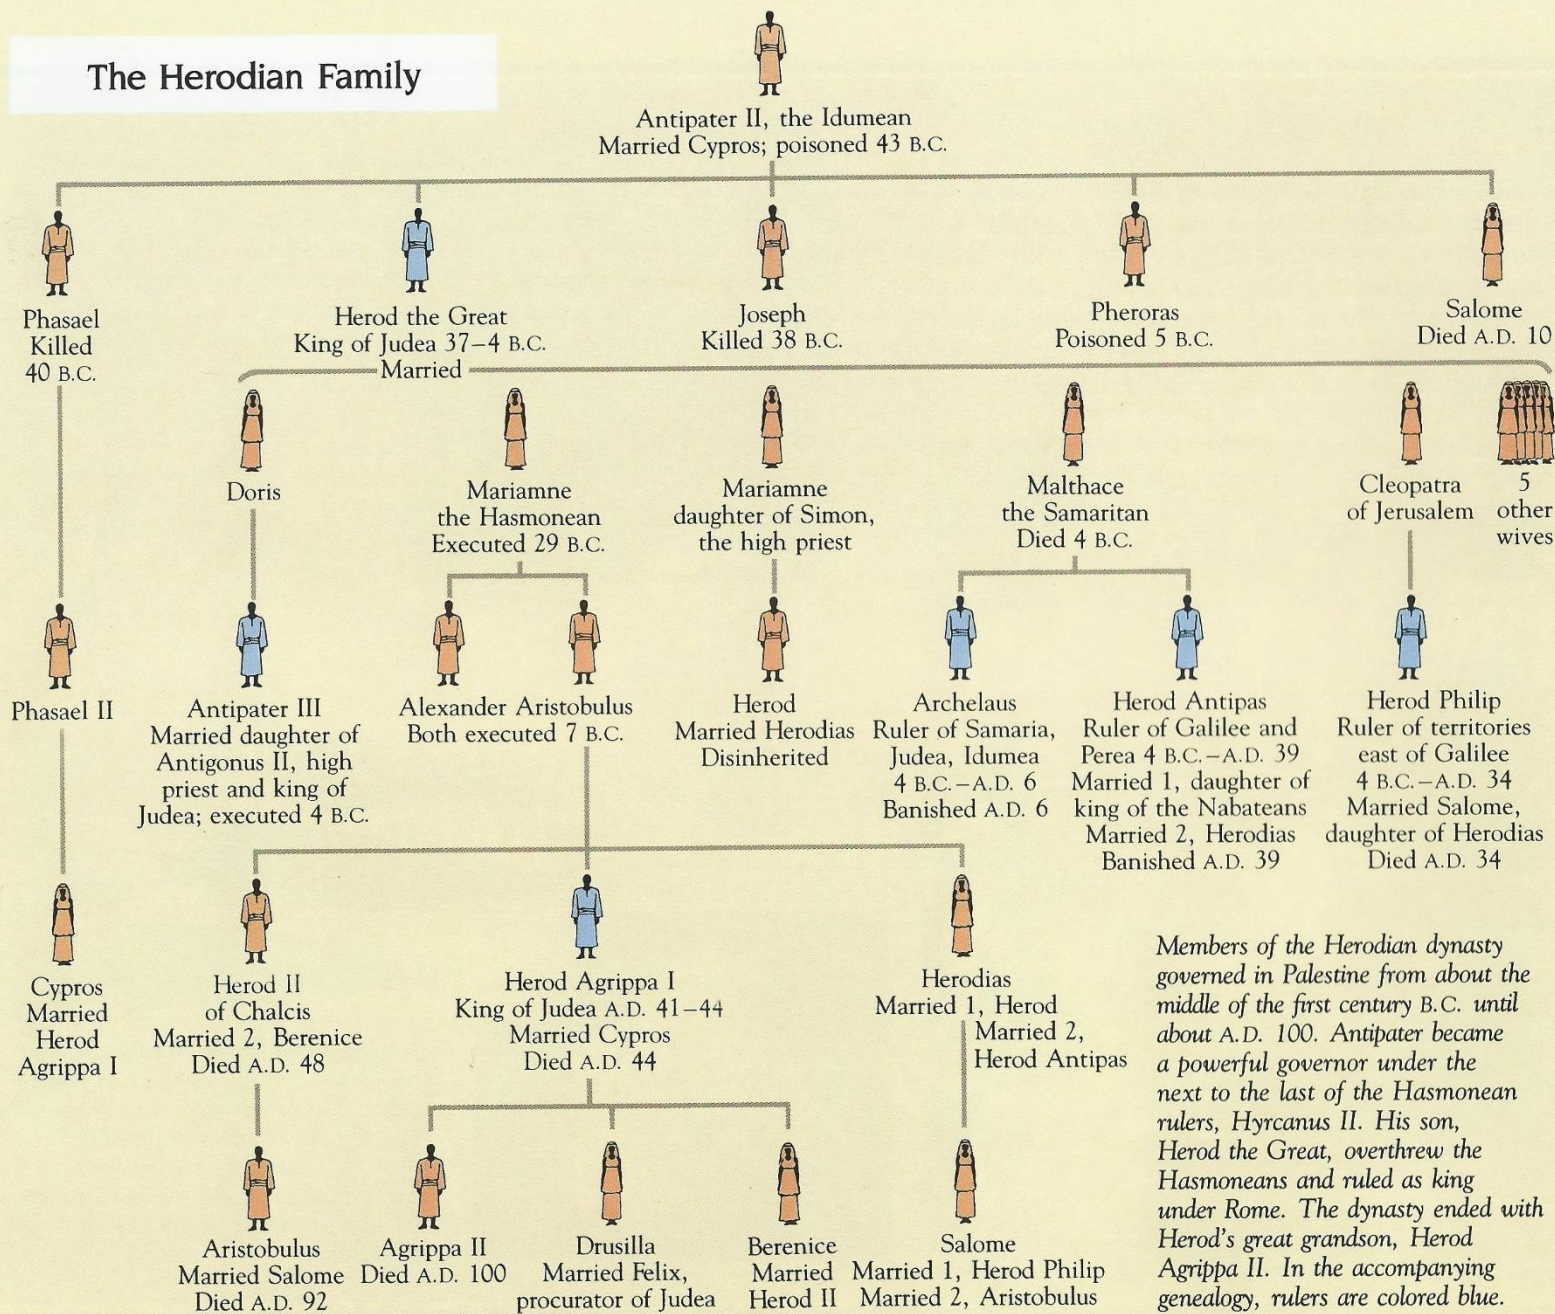 The Herodian Family
Antipater II, the Idumean
Married Cypros; poisoned 43 B.C.
Phasael
Killed
40 B.C.
Herod the Great
King of Judea 37–4 B.C.
Married
Joseph
Killed 38 B.C.
Pheroras
Poisoned 5 B.C.
Salome
Died A.D. 10
Doris
Mariamne
the Hasmonean
Executed 29 B.C.
Mariamne
daughter of Simon,
the high priest
Malthace
the Samaritan
Died 4 B.C.
Cleopatra
of Jerusalem
5
other
wives
Phasael II
Antipater III
Married daughter of
Antigonus II, high
priest and king of
Judea; executed 4 B.C.
Alexander Aristobulus
Both executed 7 B.C.
Herod
Married Herodias
Disinherited
Archelaus
Ruler of Samaria,
Judea, Idumea
4 B.C.–A.D. 6
Banished A.D. 6
Herod Antipas
Ruler of Galilee and
Perea 4 B.C.–A.D. 39
Married 1, daughter of
king of the Nabateans
Married 2, Herodias
Banished A.D. 39
Herod Philip
Ruler of territories
east of Galilee
4 B.C.–A.D. 34
Married Salome,
daughter of Herodias
Died A.D. 34
Cypros
Married
Herod
Agrippa I
Herod II
of Chalcis
Married 2, Berenice
Died A.D. 48
Herod Agrippa I
King of Judea A.D. 41–44
Married Cypros
Died A.D. 44
Herodias
Married 1, Herod
Married 2,
Herod Antipas
Aristobulus
Married Salome
Died A.D. 92
Agrippa II
Died A.D. 100
Drusilla
Married Felix,
procurator of Judea
Berenice
Married
Herod II
Salome
Married 1, Herod Philip
Married 2, Aristobulus
Members of the Herodian dynasty
governed in Palestine from about the
middle of the first century B.C. until
about A.D. 100. Antipater became
a powerful governor under the
next to the last of the Hasmonean
rulers, Hyrcanus II. His son,
Herod the Great, overthrew the
Hasmoneans and ruled as king
under Rome. The dynasty ended with
Herod's great grandson, Herod
Agrippa II. In the accompanying
genealogy, rulers are colored blue.